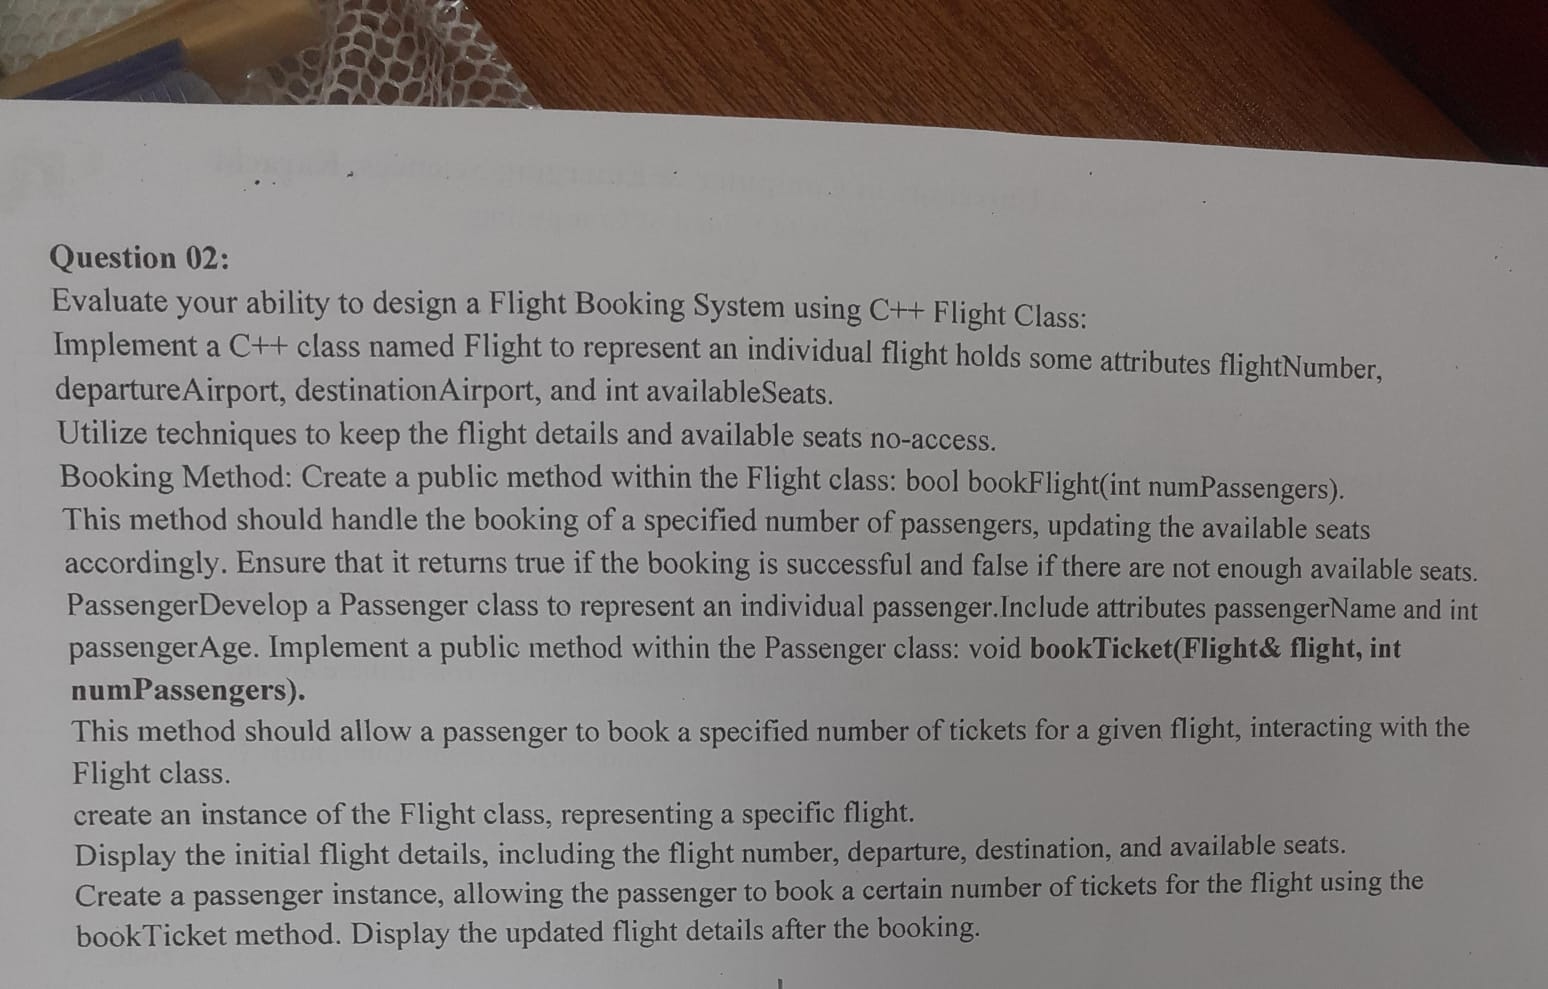 Question 02:
Evaluate your ability to design a Flight Booking System using C++ Flight Class:
Implement a C++ class named Flight to represent an individual flight holds some attributes flightNumber,
departureAirport, destinationAirport, and int availableSeats.
Utilize techniques to keep the flight details and available seats no-access.
Booking Method: Create a public method within the Flight class: bool bookFlight(int numPassengers).
This method should handle the booking of a specified number of passengers, updating the available seats
accordingly. Ensure that it returns true if the booking is successful and false if there are not enough available seats.
PassengerDevelop a Passenger class to represent an individual passenger.Include attributes passengerName and int
passengerAge. Implement a public method within the Passenger class: void bookTicket(Flight& flight, int
numPassengers).
This method should allow a passenger to book a specified number of tickets for a given flight, interacting with the
Flight class.
create an instance of the Flight class, representing a specific flight.
Display the initial flight details, including the flight number, departure, destination, and available seats.
Create a passenger instance, allowing the passenger to book a certain number of tickets for the flight using the
bookTicket method. Display the updated flight details after the booking.